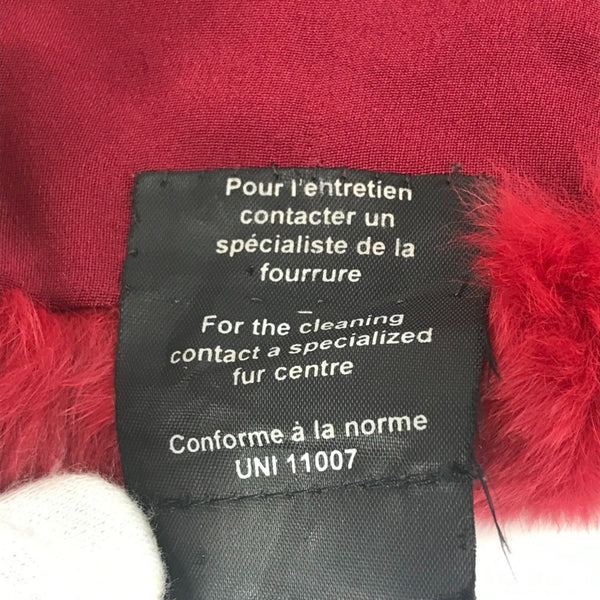 Pour l'entretien
contacter un
spécialiste de la
fourrure
For the cleaning
contact a specialized
fur centre
Conforme à la norme
UNI 11007